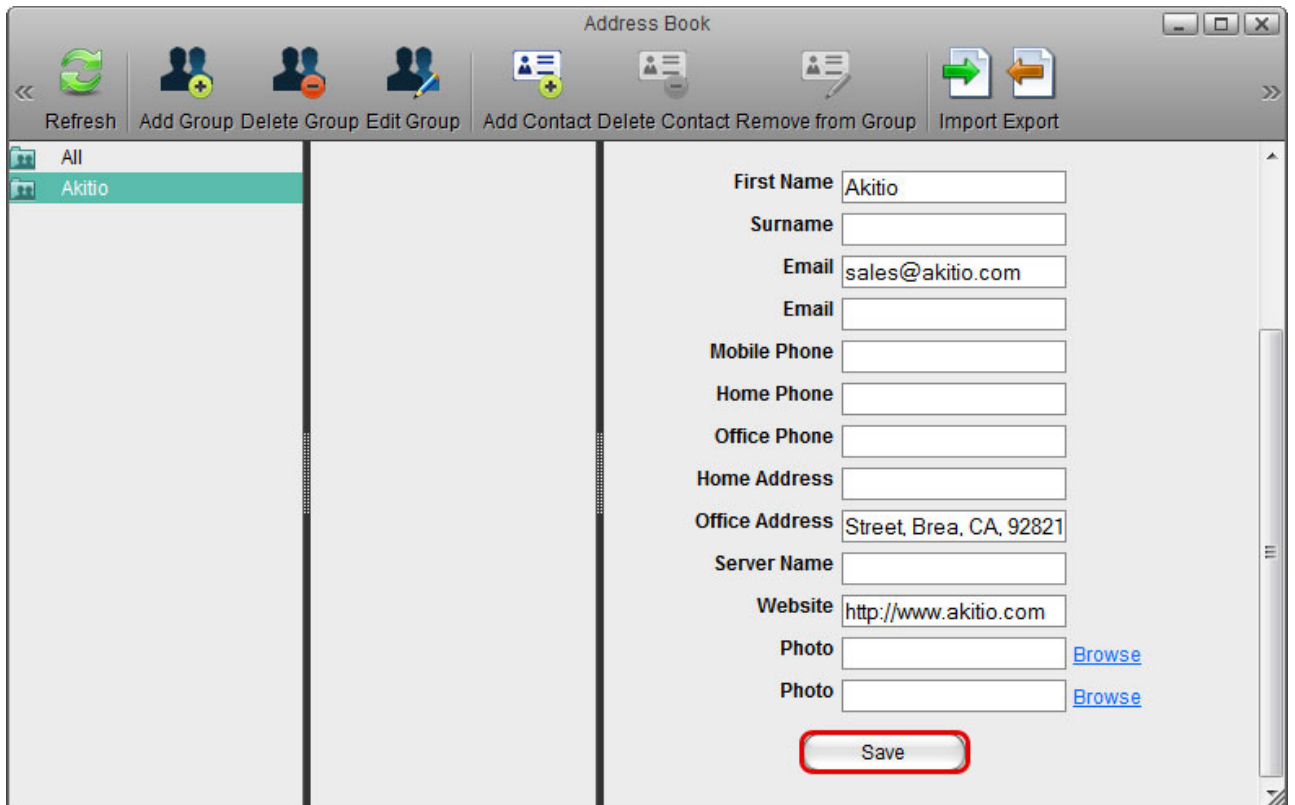 Address Book
Refresh Add Group Delete Group Edit Group Add Contact Delete Contact Remove from Group Import Export
All
Akitio
First Name Akitio
Surname
Email sales@akitio.com
Email
Mobile Phone
Home Phone
Office Phone
Home Address
Office Address Street, Brea, CA, 92821
Server Name
Website http://www.akitio.com
Photo Browse
Photo Browse
Save